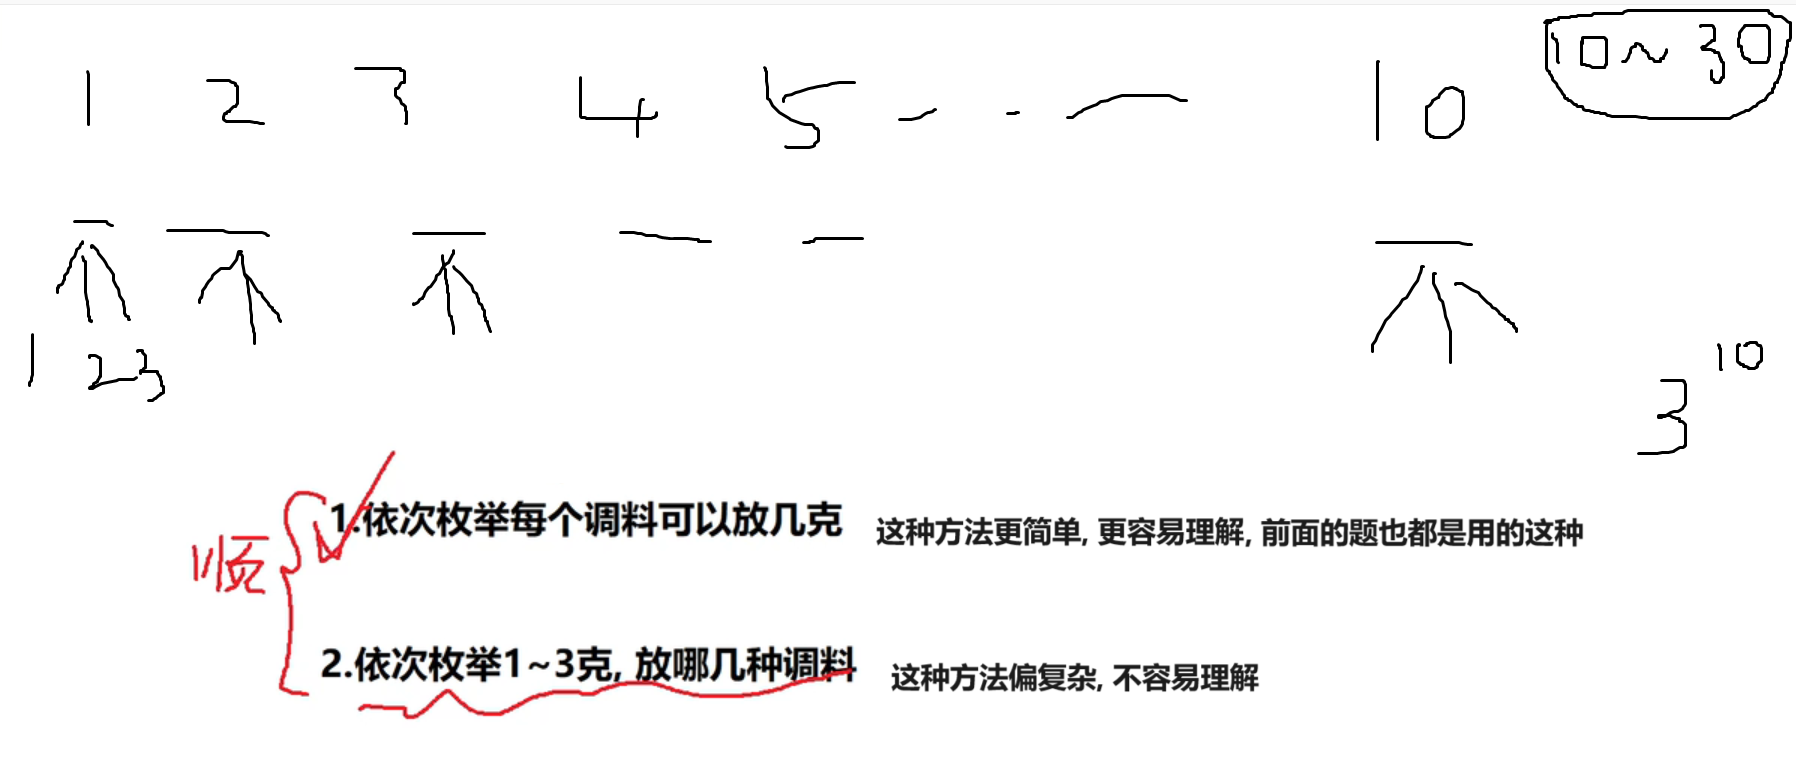 1 2 3 4 5 10
10~30
1 2 3
3^10
顺
1.依次枚举每个调料可以放几克 这种方法更简单, 更容易理解, 前面的题也都是用的这种
2.依次枚举1~3克, 放哪几种调料 这种方法偏复杂, 不容易理解